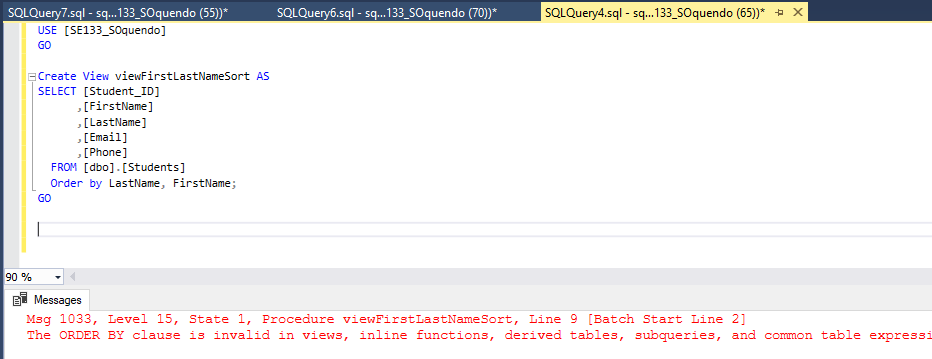 SQLQuery7.sql - sq...133_SOquendo (55))* SQLQuery6.sql - sq...133_SOquendo (70))* SQLQuery4.sql - sq...133_SOquendo (65))*
USE [SE133_SOquendo]
GO
Create View viewFirstLastNameSort AS
SELECT [Student_ID]
,[FirstName]
,[LastName]
,[Email]
,[Phone]
FROM [dbo].[Students]
Order by LastName, FirstName;
GO
90 %
Messages
Msg 1033, Level 15, State 1, Procedure viewFirstLastNameSort, Line 9 [Batch Start Line 2]
The ORDER BY clause is invalid in views, inline functions, derived tables, subqueries, and common table expressi